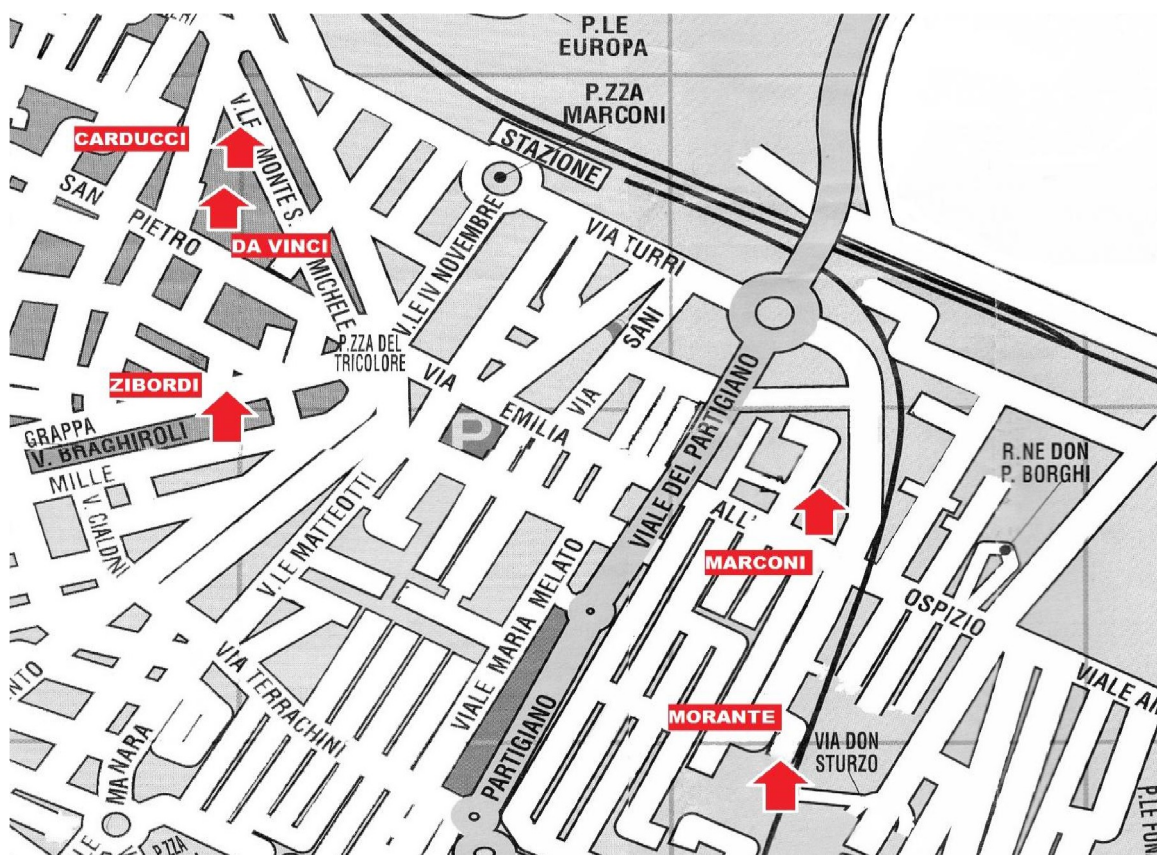 P.LE
EUROPA
P.ZZA
MARCONI
STAZIONE
CARDUCCI
V.LE MONTE S. MICHELE
SAN PIETRO
DA VINCI
V.LE IV NOVEMBRE
VIA TURRI
P.ZZA DEL
TRICOLORE
VIA EMILIA
VIA SANI
ZIBORDI
GRAPPA
V. BRAGHIROLI
MILLE
V. CIALDINI
P
VIALE DEL PARTIGIANO
R.NE DON
P. BORGHI
ALL'
OSPIZIO
MARCONI
V.LE MATTEOTTI
VIALE MARIA MELATO
VIA TERRACHINI
MORANTE
PARTIGIANO
VIA DON
STURZO
MANARA
P.ZZA